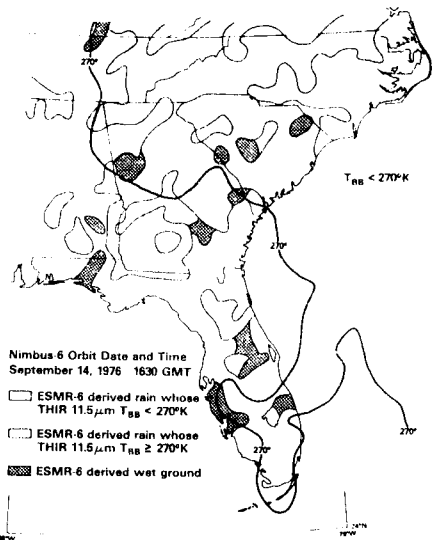 270°
T_BB < 270°K
270°
Nimbus-6 Orbit Date and Time
September 14, 1976 1630 GMT
ESMR-6 derived rain whose
THIR 11.5μm T_BB < 270°K
ESMR-6 derived rain whose
THIR 11.5μm T_BB ≥ 270°K
ESMR-6 derived wet ground
270°
270°
24°N
79°W